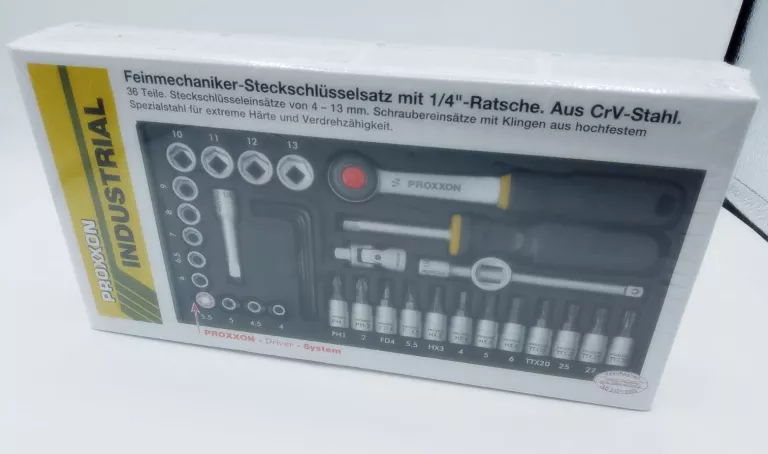 Feinmechaniker-Steckschlüsselsatz mit 1/4"-Ratsche. Aus CrV-Stahl.
36 Teile. Steckschlüsseleinsätze von 4 – 13 mm. Schraubereinsätze mit Klingen aus hochfestem
Spezialstahl für extreme Härte und Verdrehzähigkeit.
PROXXON
INDUSTRIAL
10 11 12 13
9
8
7
6,5
6
5,5 5 4,5 4
PROXXON
PROXXON - Driver - System
PH1 2 FD4 5,5 HX3 4 5 6 TTX20 25 27